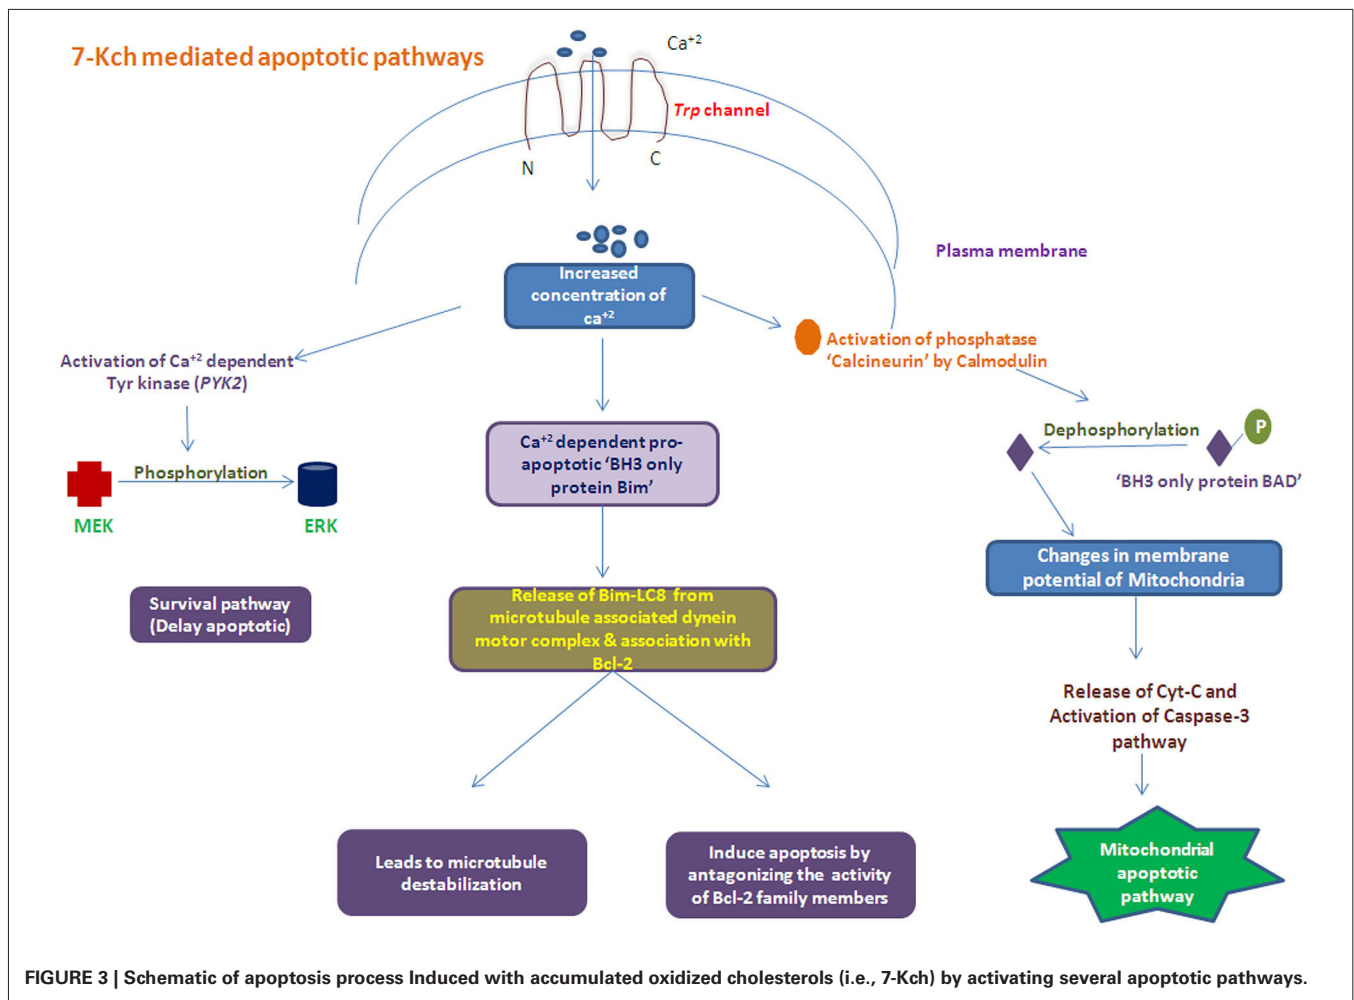 7-Kch mediated apoptotic pathways
Ca+2
Trp channel
N
C
Plasma membrane
Increased
concentration of
ca+2
Activation of phosphatase
‘Calcineurin’ by Calmodulin
Activation of Ca+2 dependent
Tyr kinase (PYK2)
Phosphorylation
MEK
ERK
Survival pathway
(Delay apoptotic)
Ca+2 dependent pro-
apoptotic ‘BH3 only
protein Bim’
Release of Bim-LC8 from
microtubule associated dynein
motor complex & association with
Bcl-2
Leads to microtubule
destabilization
Induce apoptosis by
antagonizing the activity
of Bcl-2 family members
Dephosphorylation
P
‘BH3 only protein BAD’
Changes in membrane
potential of Mitochondria
Release of Cyt-C and
Activation of Caspase-3
pathway
Mitochondrial
apoptotic
pathway
FIGURE 3 | Schematic of apoptosis process Induced with accumulated oxidized cholesterols (i.e., 7-Kch) by activating several apoptotic pathways.